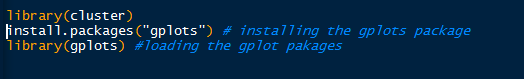 library(cluster)
install.packages("gplots") # installing the gplots package
library(gplots) #loading the gplot pakages